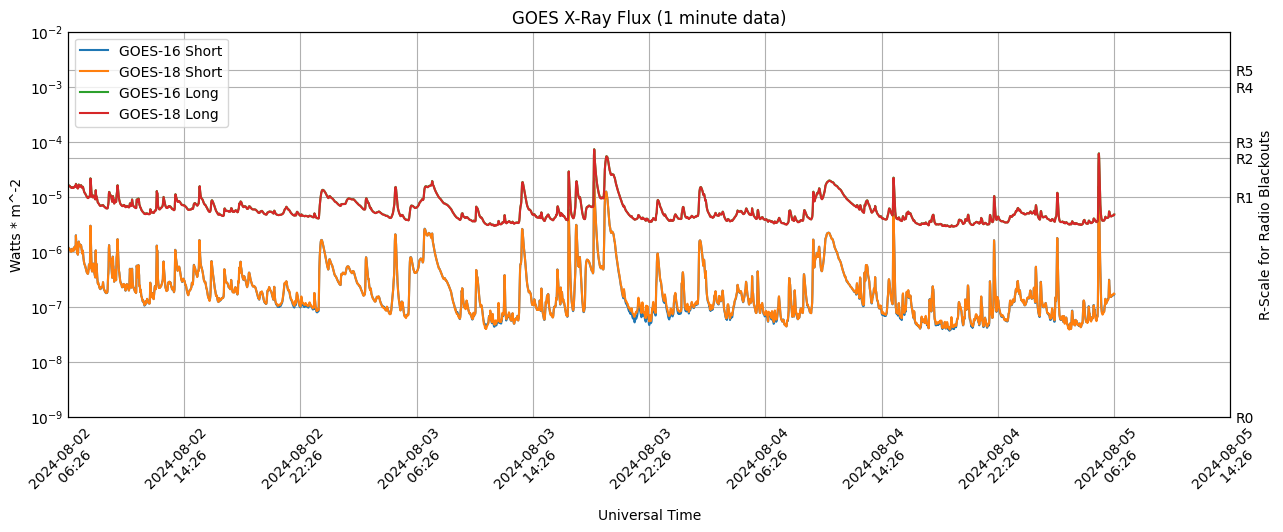 GOES X-Ray Flux (1 minute data)
GOES-16 Short
GOES-18 Short
GOES-16 Long
GOES-18 Long
10^-2
10^-3
10^-4
10^-5
10^-6
10^-7
10^-8
10^-9
Watts * m^-2
R5
R4
R3
R2
R1
R0
R-Scale for Radio Blackouts
2024-08-02
06:26
2024-08-02
14:26
2024-08-02
22:26
2024-08-03
06:26
2024-08-03
14:26
2024-08-03
22:26
2024-08-04
06:26
2024-08-04
14:26
2024-08-04
22:26
2024-08-05
06:26
2024-08-05
14:26
Universal Time